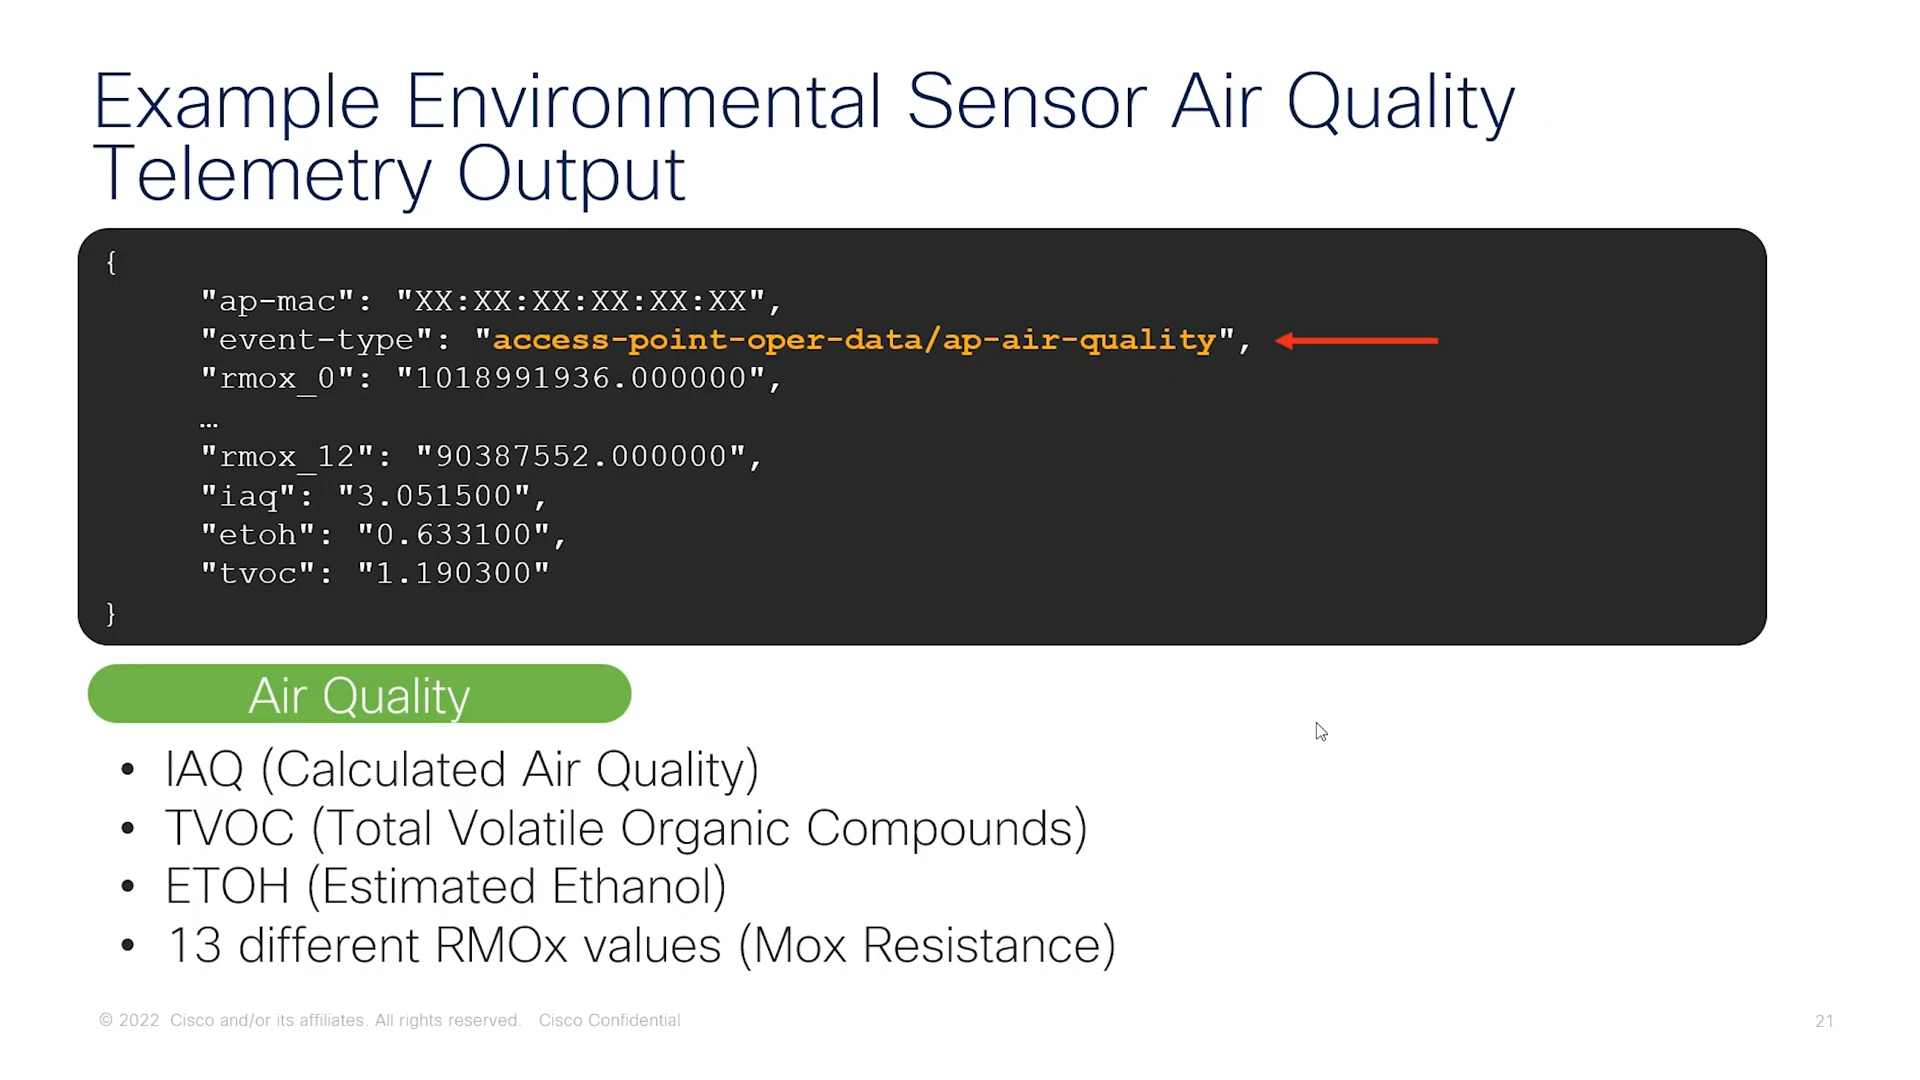 Example Environmental Sensor Air Quality
Telemetry Output
{
"ap-mac": "XX:XX:XX:XX:XX:XX",
"event-type": "access-point-oper-data/ap-air-quality",
"rmox_0": "1018991936.000000",
…
"rmox_12": "90387552.000000",
"iaq": "3.051500",
"etoh": "0.633100",
"tvoc": "1.190300"
}
Air Quality
• IAQ (Calculated Air Quality)
• TVOC (Total Volatile Organic Compounds)
• ETOH (Estimated Ethanol)
• 13 different RMOx values (Mox Resistance)
© 2022 Cisco and/or its affiliates. All rights reserved. Cisco Confidential
21